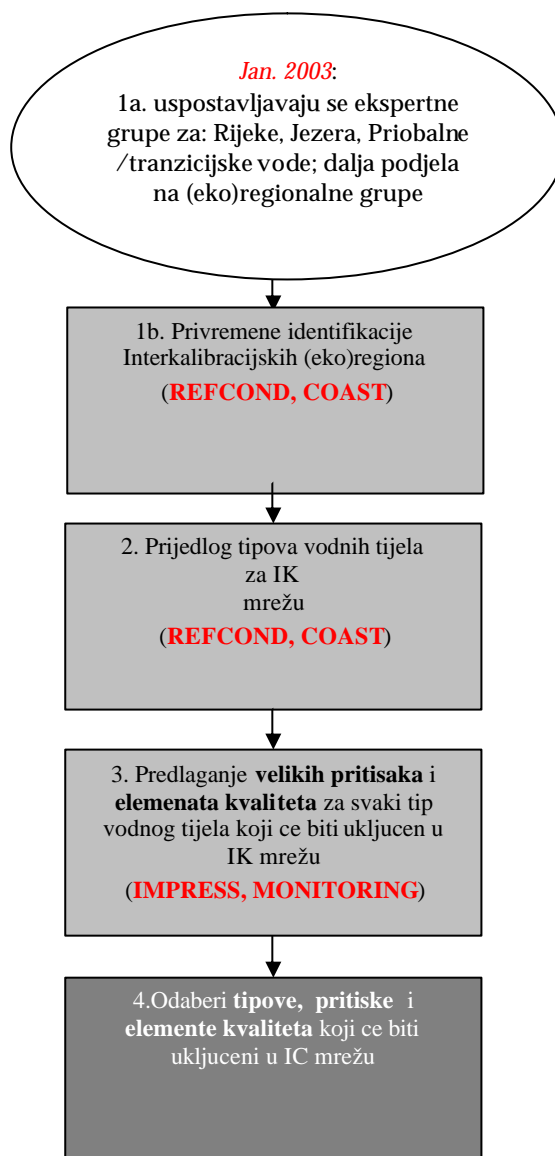 Jan. 2003:
1a. uspostavljavaju se ekspertne
grupe za: Rijeke, Jezera, Priobalne
/tranzicijske vode; dalja podjela
na (eko)regionalne grupe
1b. Privremene identifikacije
Interkalibracijskih (eko)regiona
(REFCOND, COAST)
2. Prijedlog tipova vodnih tijela
za IK
mrežu
(REFCOND, COAST)
3. Predlaganje velikih pritisaka i
elemenata kvaliteta za svaki tip
vodnog tijela koji ce biti ukljucen u
IK mrežu
(IMPRESS, MONITORING)
4.Odaberi tipove, pritiske i
elemente kvaliteta koji ce biti
ukljuceni u IC mrežu